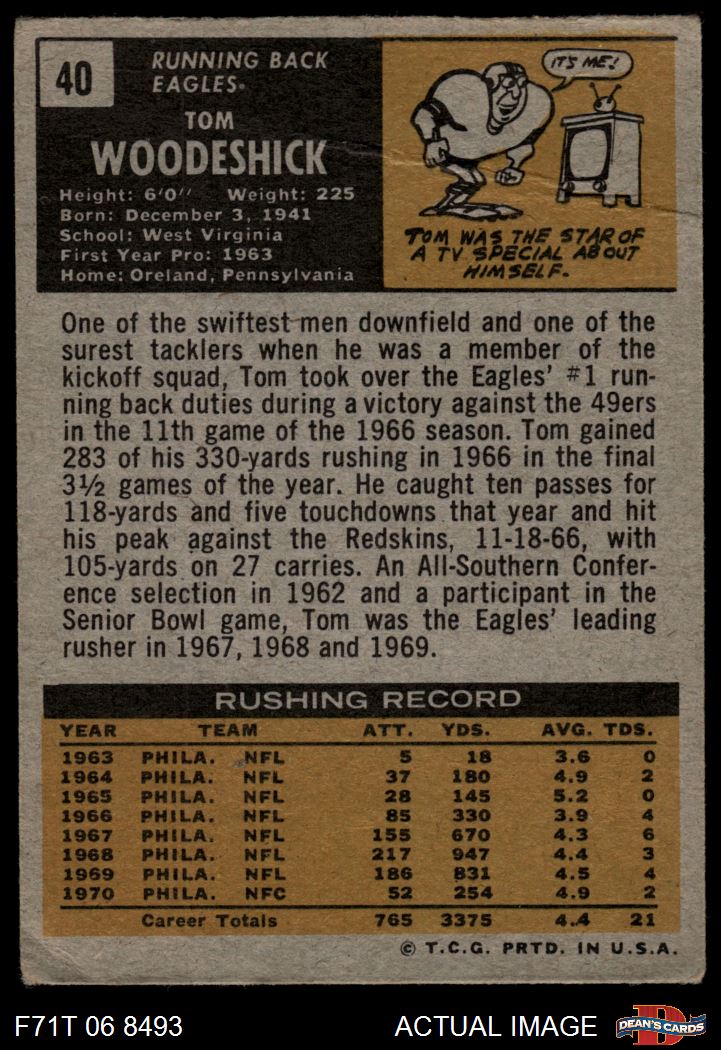 40
RUNNING BACK
EAGLES
TOM
WOODESHICK
Height: 6'0'' Weight: 225
Born: December 3, 1941
School: West Virginia
First Year Pro: 1963
Home: Oreland, Pennsylvania
IT'S ME!
TOM WAS THE STAR OF
A TV SPECIAL ABOUT
HIMSELF.
One of the swiftest men downfield and one of the
surest tacklers when he was a member of the
kickoff squad, Tom took over the Eagles' #1 run-
ning back duties during a victory against the 49ers
in the 11th game of the 1966 season. Tom gained
283 of his 330-yards rushing in 1966 in the final
3½ games of the year. He caught ten passes for
118-yards and five touchdowns that year and hit
his peak against the Redskins, 11-18-66, with
105-yards on 27 carries. An All-Southern Confer-
ence selection in 1962 and a participant in the
Senior Bowl game, Tom was the Eagles' leading
rusher in 1967, 1968 and 1969.
RUSHING RECORD
YEAR TEAM ATT. YDS. AVG. TDS.
1963 PHILA. NFL 5 18 3.6 0
1964 PHILA. NFL 37 180 4.9 2
1965 PHILA. NFL 28 145 5.2 0
1966 PHILA. NFL 85 330 3.9 4
1967 PHILA. NFL 155 670 4.3 6
1968 PHILA. NFL 217 947 4.4 3
1969 PHILA. NFL 186 831 4.5 4
1970 PHILA. NFC 52 254 4.9 2
Career Totals 765 3375 4.4 21
© T.C.G. PRTD. IN U.S.A.
F71T 06 8493 ACTUAL IMAGE
D
DEAN'S CARDS